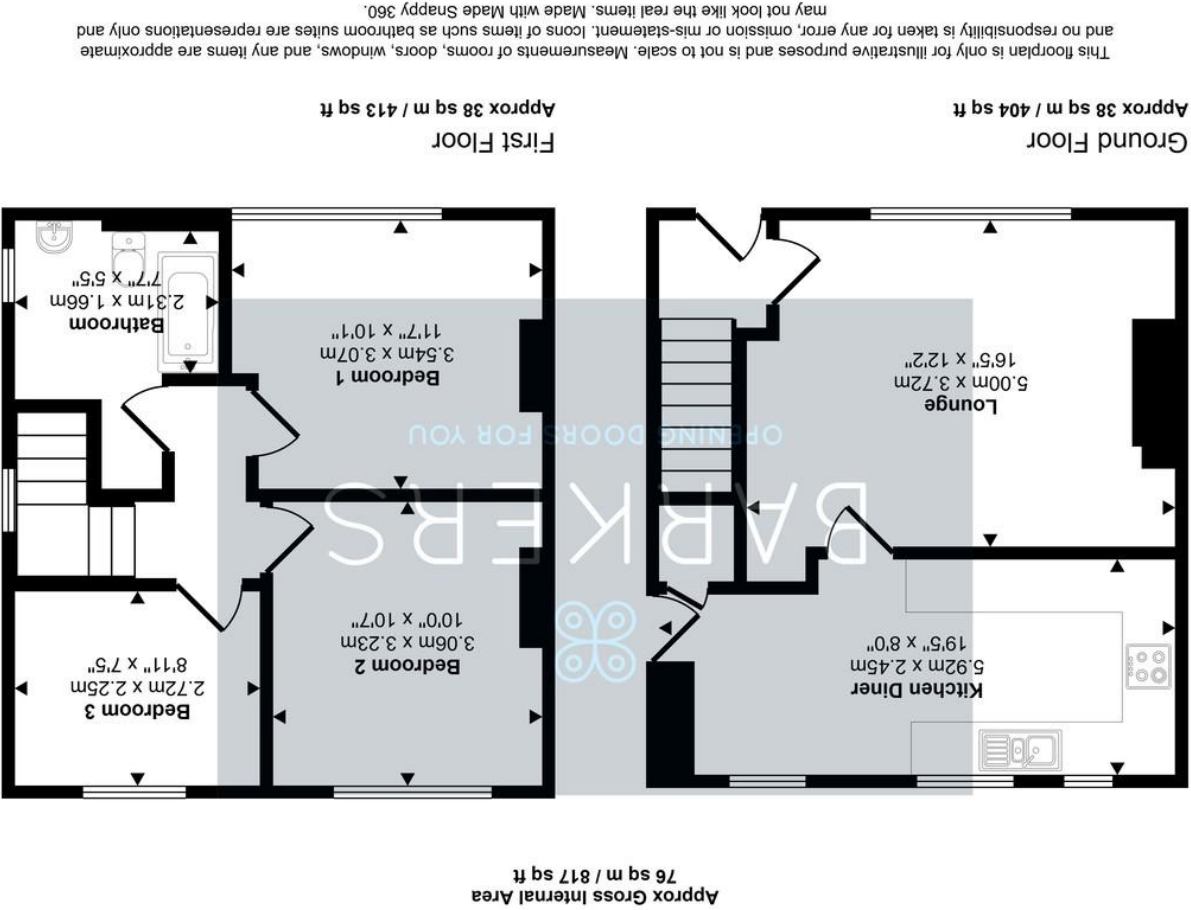 Approx Gross Internal Area
76 sq m / 817 sq ft
Kitchen Diner
5.92m x 2.45m
19'5" x 8'0"
Lounge
5.00m x 3.72m
16'5" x 12'2"
Bedroom 2
3.06m x 3.23m
10'0" x 10'7"
Bedroom 3
2.72m x 2.25m
8'11" x 7'5"
Bedroom 1
3.54m x 3.07m
11'7" x 10'1"
Bathroom
2.31m x 1.66m
7'7" x 5'5"
BARKERS
OPENING DOORS FOR YOU
Ground Floor
Approx 38 sq m / 404 sq ft
First Floor
Approx 38 sq m / 413 sq ft
This floorplan is only for illustrative purposes and is not to scale. Measurements of rooms, doors, windows, and any items are approximate
and no responsibility is taken for any error, omission or mis-statement. Icons of items such as bathroom suites are representations only and
may not look like the real items. Made with Made Snappy 360.